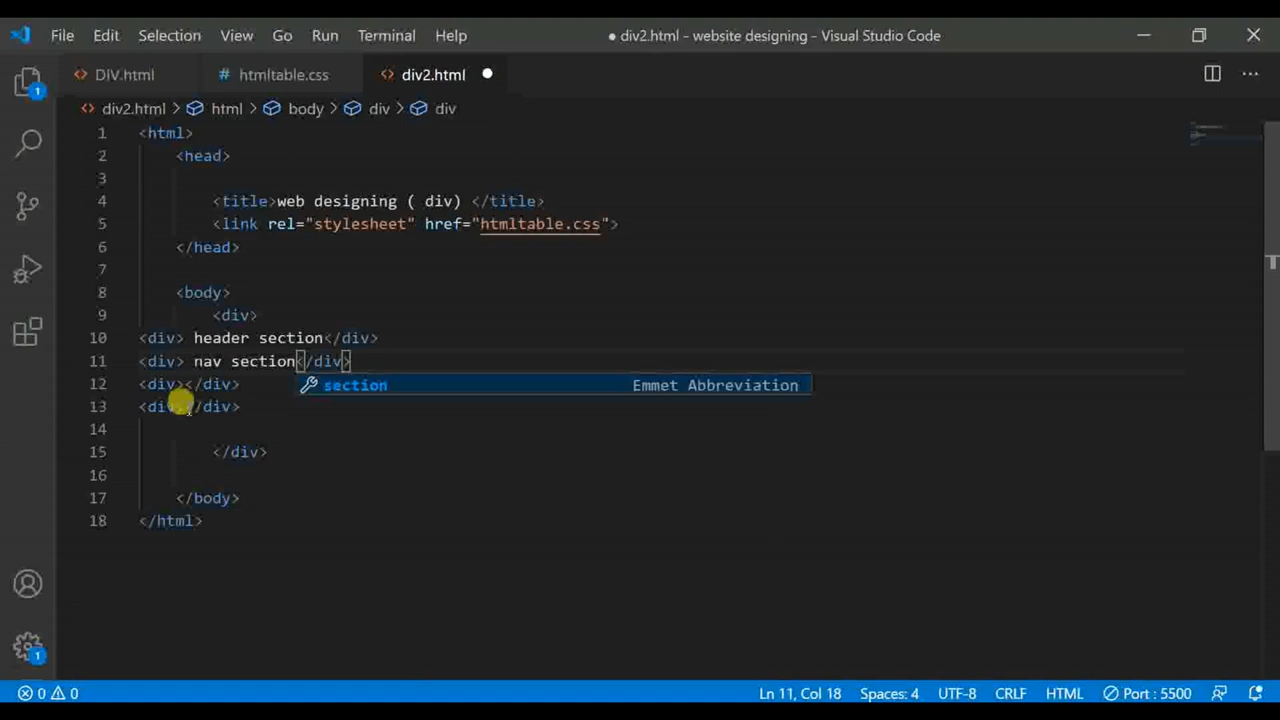 File Edit Selection View Go Run Terminal Help
● div2.html - website designing - Visual Studio Code
DIV.html # htmltable.css div2.html
div2.html > html > body > div > div
1 <html>
2 <head>
3
4 <title>web designing ( div) </title>
5 <link rel="stylesheet" href="htmltable.css">
6 </head>
7
8 <body>
9 <div>
10 <div> header section</div>
11 <div> nav section</div>
12 <div></div>
section Emmet Abbreviation
13 <div></div>
14
15 </div>
16
17 </body>
18 </html>
1
1
0 0 Ln 11, Col 18 Spaces: 4 UTF-8 CRLF HTML Port : 5500